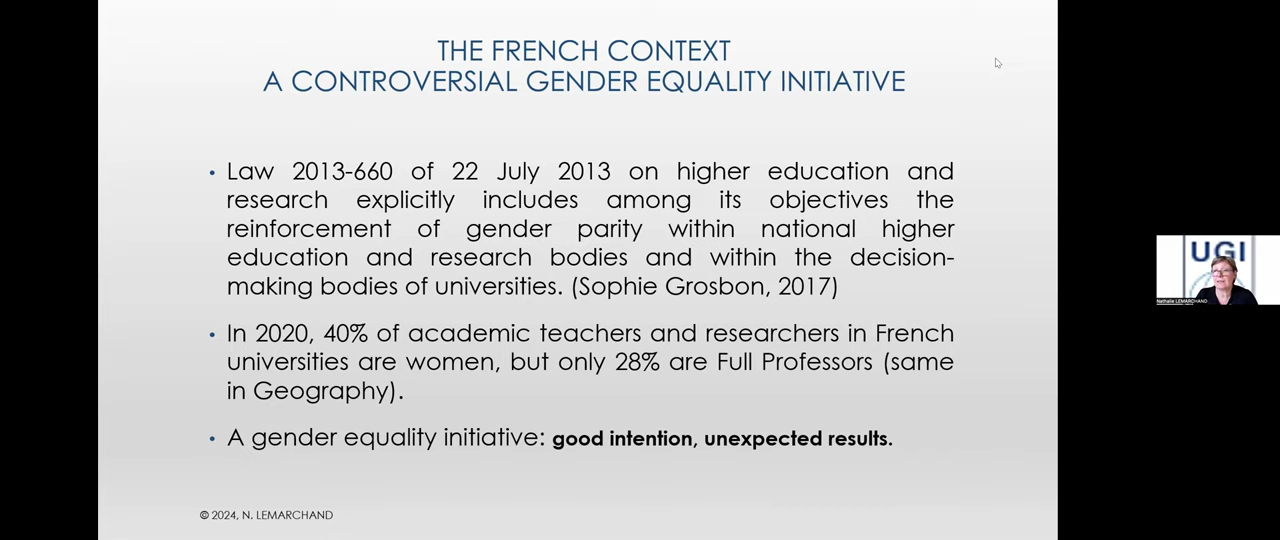 THE FRENCH CONTEXT
A CONTROVERSIAL GENDER EQUALITY INITIATIVE
• Law 2013-660 of 22 July 2013 on higher education and
research explicitly includes among its objectives the
reinforcement of gender parity within national higher
education and research bodies and within the decision-
making bodies of universities. (Sophie Grosbon, 2017)
• In 2020, 40% of academic teachers and researchers in French
universities are women, but only 28% are Full Professors (same
in Geography).
• A gender equality initiative: good intention, unexpected results.
© 2024, N. LEMARCHAND
UGI
Nathalie LEMARCHAND